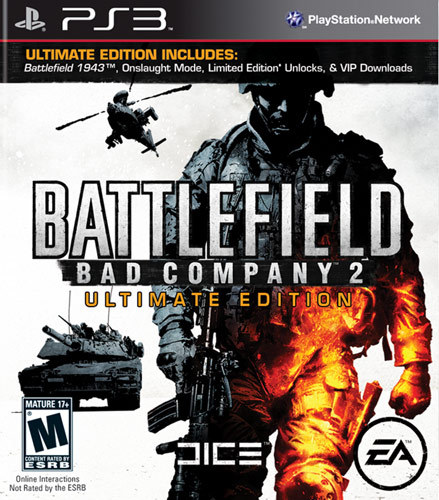 PS3 PlayStation®Network
ULTIMATE EDITION INCLUDES:
Battlefield 1943™, Onslaught Mode, Limited Edition* Unlocks, & VIP Downloads
BATTLEFIELD
BAD COMPANY 2
ULTIMATE EDITION
MATURE 17+
M
CONTENT RATED BY
ESRB
Online Interactions
Not Rated by the ESRB
DICE
EA